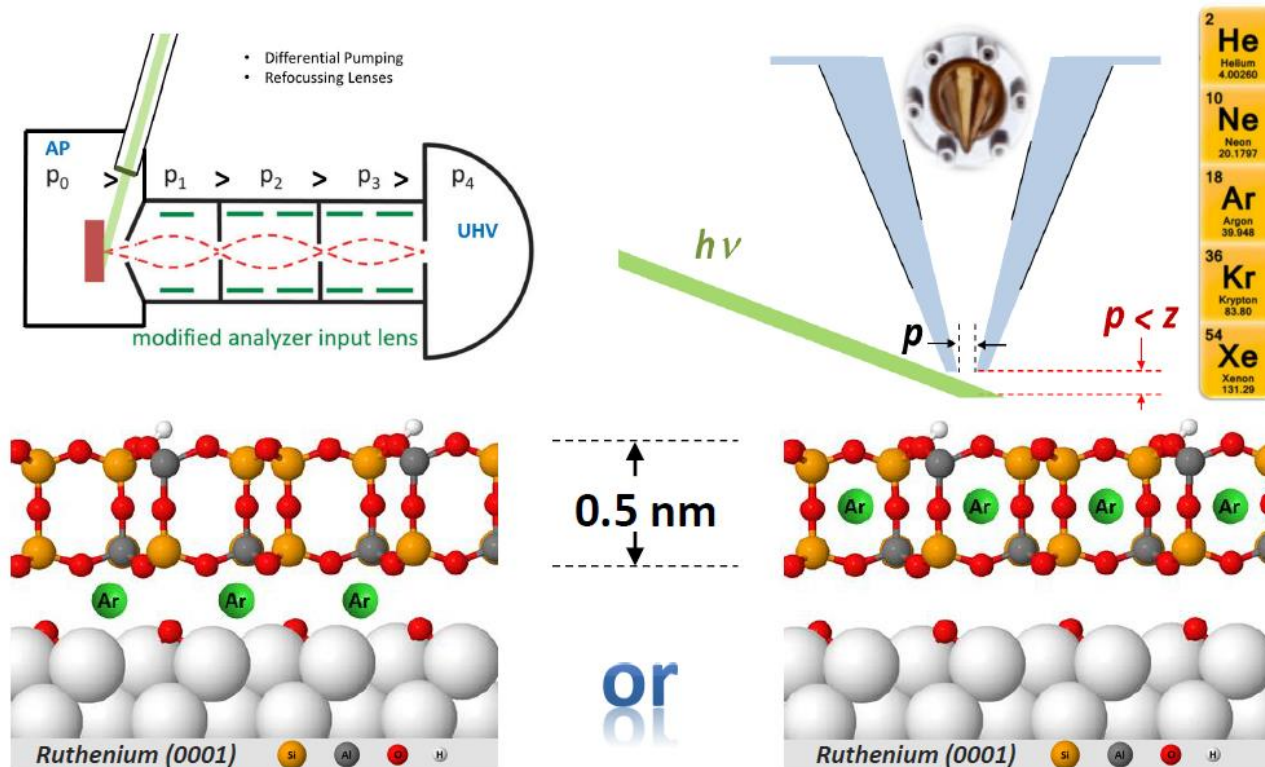 • Differential Pumping
• Refocussing Lenses
AP
p₀ > p₁ > p₂ > p₃ > p₄
UHV
modified analyzer input lens
hν
p
p < z
2
He
Helium
4.00260
10
Ne
Neon
20.1797
18
Ar
Argon
39.948
36
Kr
Krypton
83.80
54
Xe
Xenon
131.29
Ar Ar Ar
0.5 nm
Ar Ar Ar Ar
or
Ruthenium (0001) Si Al O H
Ruthenium (0001) Si Al O H